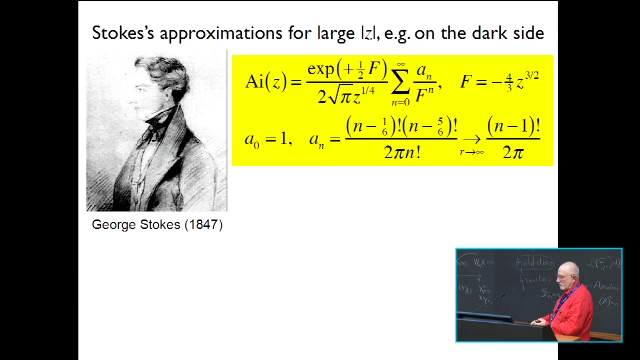 Stokes's approximations for large |z|, e.g. on the dark side
Ai(z) = exp(+½F) / 2√π z^{1/4} ∑_{n=0}^{∞} a_n / F^n, F = −4/3 z^{3/2}
a_0 = 1, a_n = (n − 1/6)!(n − 5/6)! / 2πn! →_{r→∞} (n−1)! / 2π
George Stokes (1847)